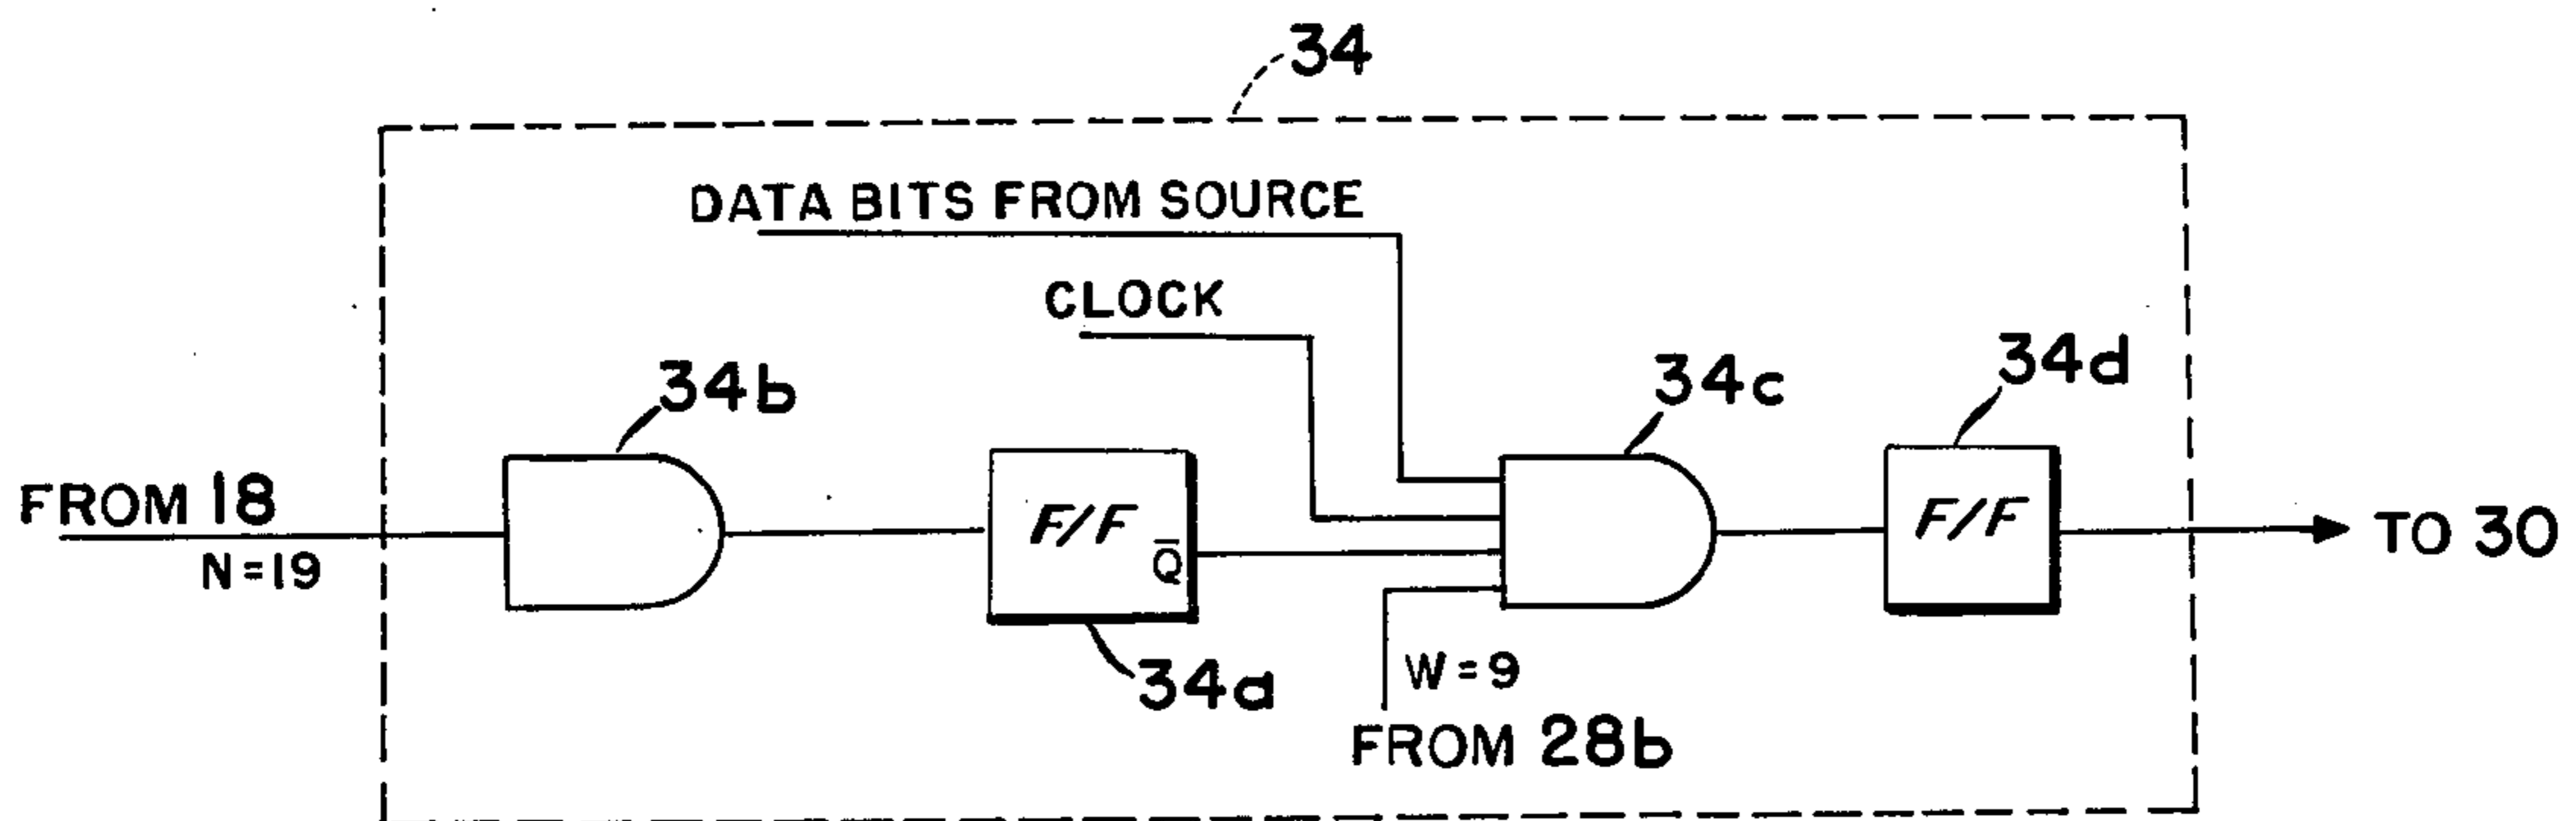 34
DATA BITS FROM SOURCE
CLOCK
34b
34c
34d
FROM 18
N=19
F/F
Q̅
F/F
TO 30
34a
W=9
FROM 28b